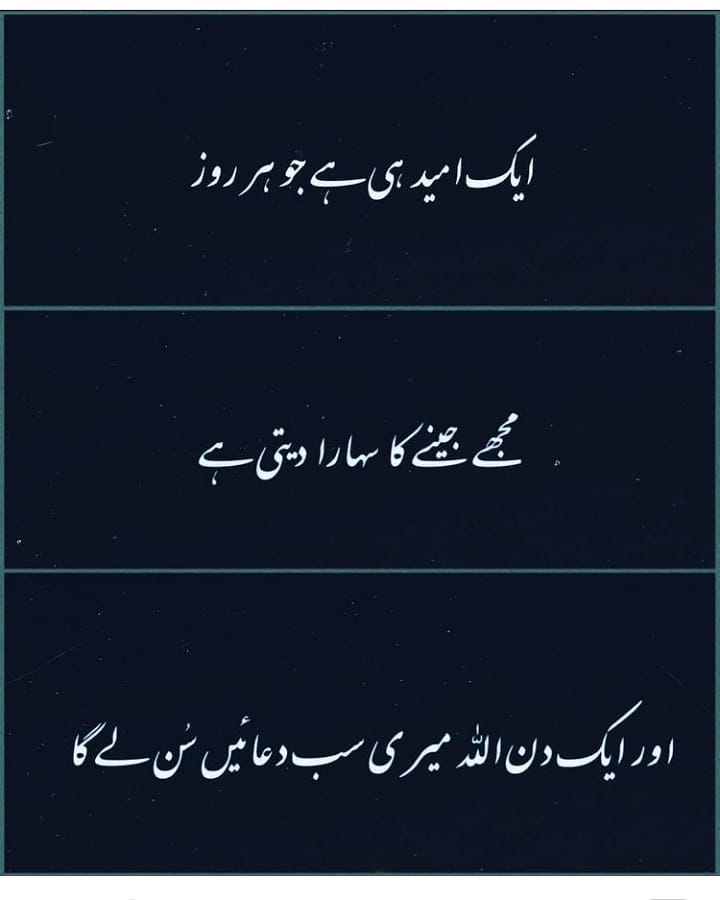 ایک امید ہی ہے جو ہر روز
مجھے جینے کا سہارا دیتی ہے
اور ایک دن اللہ میری سب دعائیں سُن لے گا